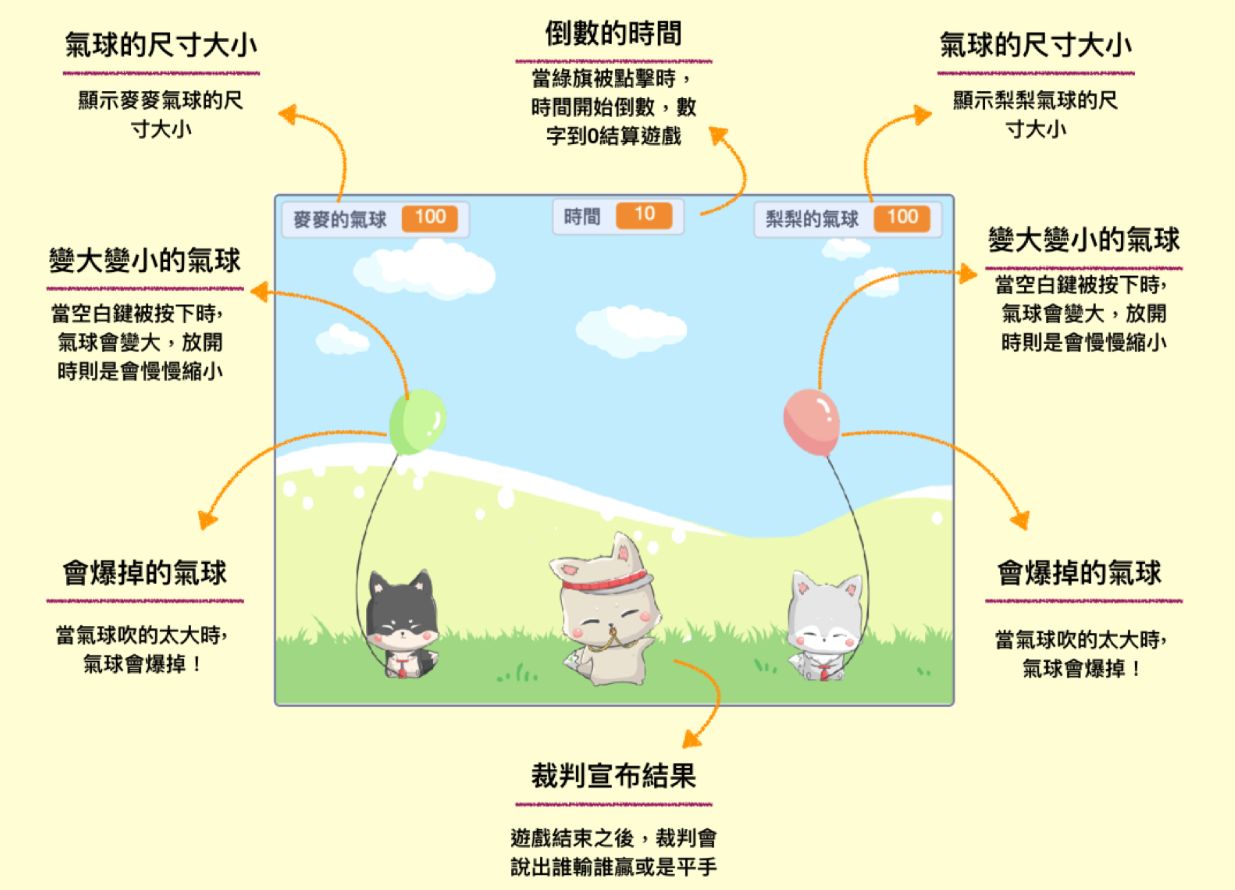 氣球的尺寸大小
顯示麥麥氣球的尺
寸大小
倒數的時間
當綠旗被點擊時，
時間開始倒數，數
字到0結算遊戲
氣球的尺寸大小
顯示梨梨氣球的尺
寸大小
麥麥的氣球 100
時間 10
梨梨的氣球 100
變大變小的氣球
當空白鍵被按下時，
氣球會變大，放開
時則是會慢慢縮小
變大變小的氣球
當空白鍵被按下時，
氣球會變大，放開
時則是會慢慢縮小
會爆掉的氣球
當氣球吹的太大時，
氣球會爆掉！
會爆掉的氣球
當氣球吹的太大時，
氣球會爆掉！
裁判宣布結果
遊戲結束之後，裁判會
說出誰輸誰贏或是平手